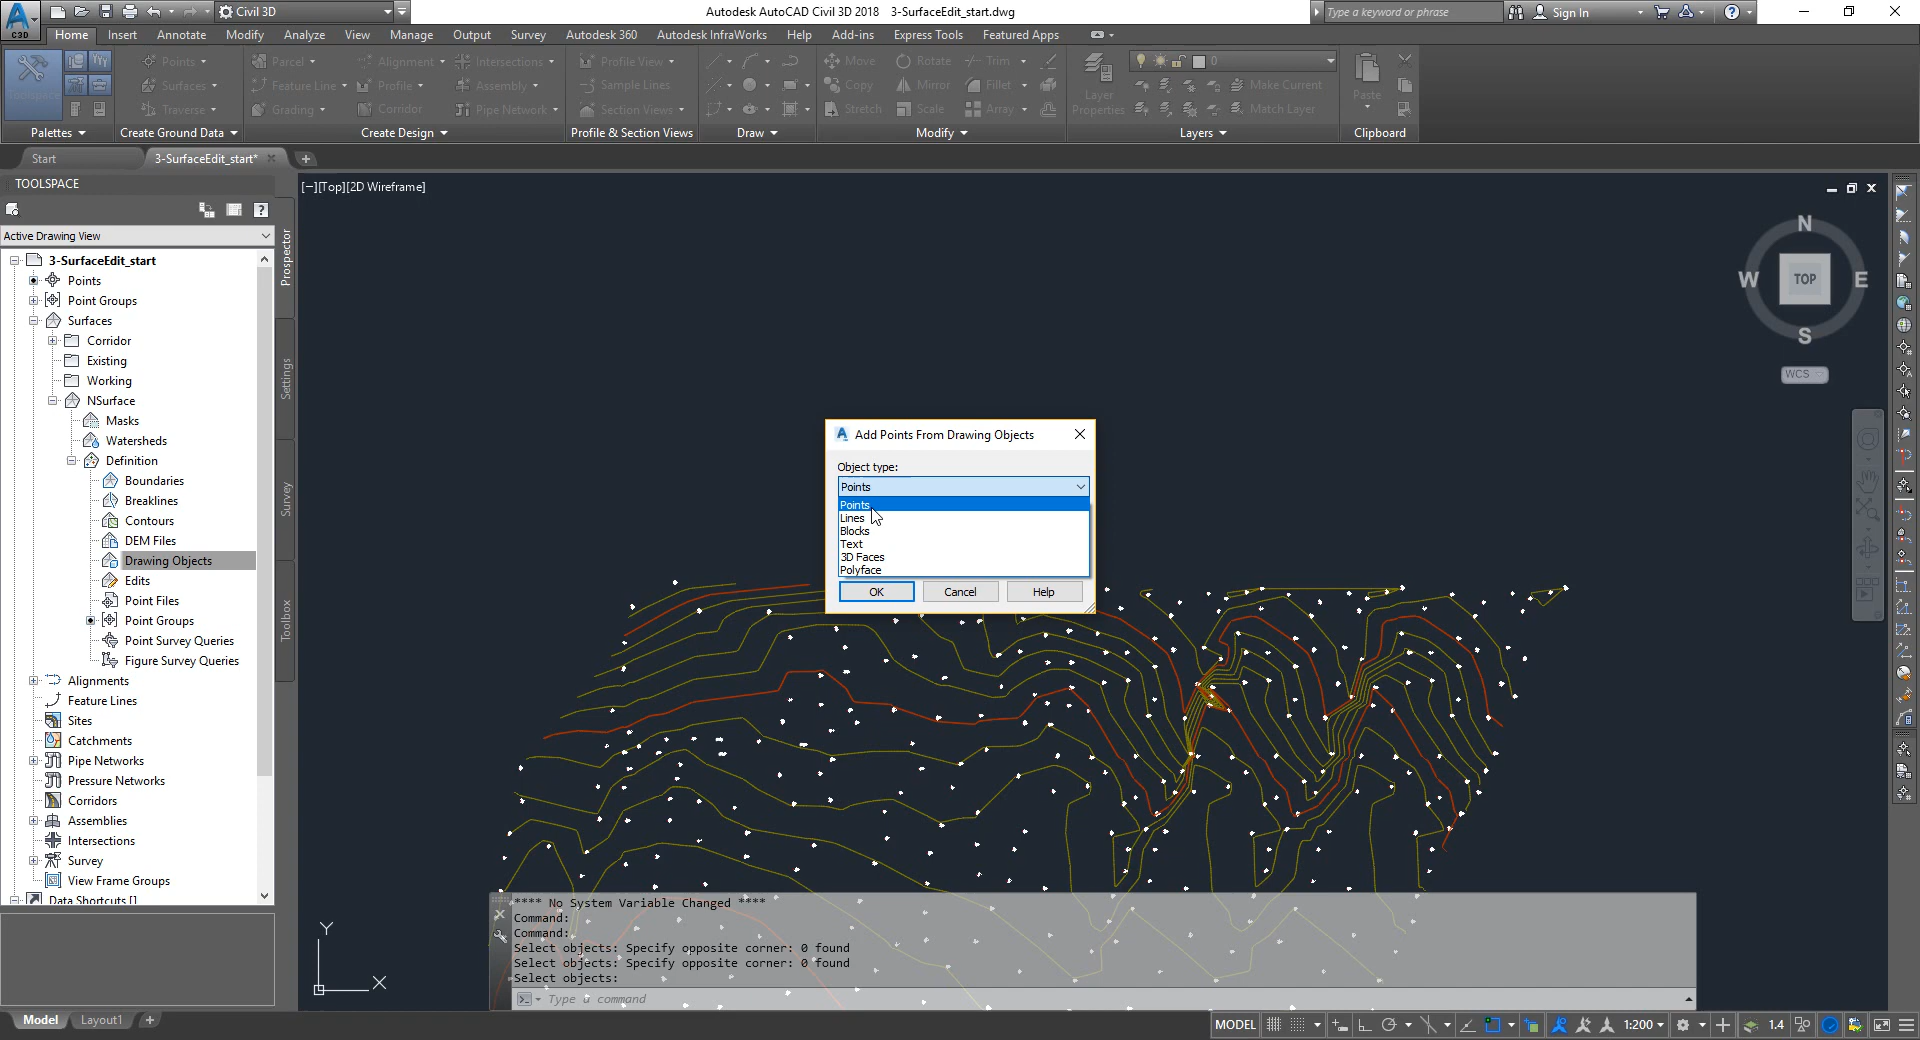 C3D
Civil 3D
Autodesk AutoCAD Civil 3D 2018 3-SurfaceEdit_start.dwg
Type a keyword or phrase
Sign In
Home Insert Annotate Modify Analyze View Manage Output Survey Autodesk 360 Autodesk InfraWorks Help Add-ins Express Tools Featured Apps
Points Parcel Alignment Intersections Profile View Move Rotate Trim 0
Toolspace Surfaces Feature Line Profile Assembly Sample Lines Copy Mirror Fillet Layer Properties Make Current Paste
Traverse Grading Corridor Pipe Network Section Views Stretch Scale Array Match Layer
Palettes Create Ground Data Create Design Profile & Section Views Draw Modify Layers Clipboard
Start 3-SurfaceEdit_start*
TOOLSPACE
[−][Top][2D Wireframe]
Active Drawing View
3-SurfaceEdit_start
Points
Point Groups
Surfaces
Corridor
Existing
Working
NSurface
Masks
Watersheds
Definition
Boundaries
Breaklines
Contours
DEM Files
Drawing Objects
Edits
Point Files
Point Groups
Point Survey Queries
Figure Survey Queries
Alignments
Feature Lines
Sites
Catchments
Pipe Networks
Pressure Networks
Corridors
Assemblies
Intersections
Survey
View Frame Groups
Data Shortcuts []
Prospector
Settings
Survey
Toolbox
N
W TOP E
S
WCS
Add Points From Drawing Objects
Object type:
Points
Points
Lines
Blocks
Text
3D Faces
Polyface
OK Cancel Help
**** No System Variable Changed ****
Command:
Command:
Select objects: Specify opposite corner: 0 found
Select objects: Specify opposite corner: 0 found
Select objects:
Type a command
Y
X
Model Layout1
MODEL 1:200 1.4